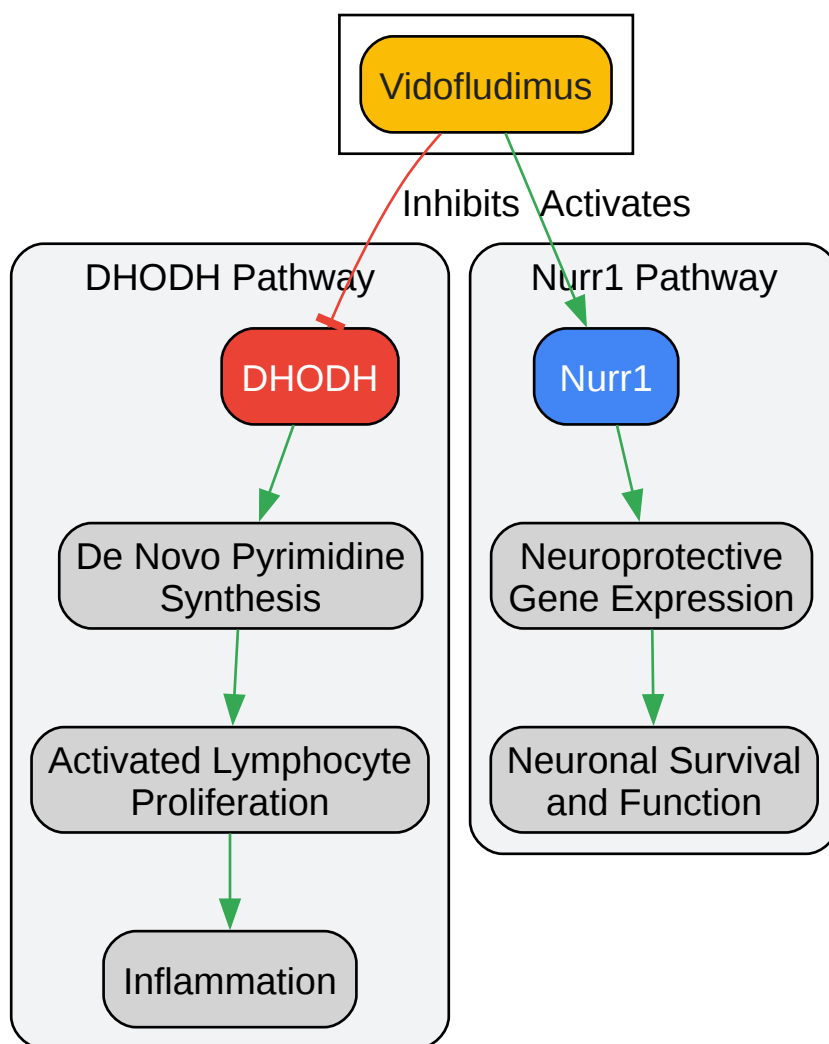 Vidofludimus
Inhibits
Activates
DHODH Pathway
Nurr1 Pathway
DHODH
Nurr1
De Novo Pyrimidine
Synthesis
Neuroprotective
Gene Expression
Activated Lymphocyte
Proliferation
Neuronal Survival
and Function
Inflammation